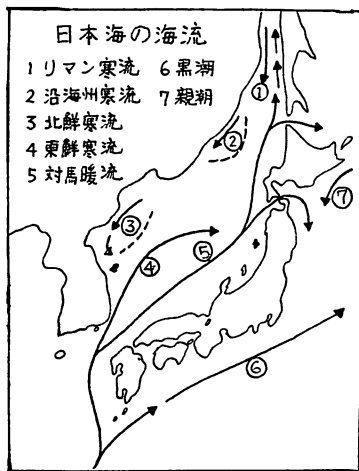 日本海の海流
1 リマン寒流 6 黒潮
2 沿海州寒流 7 親朝
3 北鮮寒流
4 東鮮寒流
5 対馬暖流
①
②
⑦
③
④
⑤
⑥